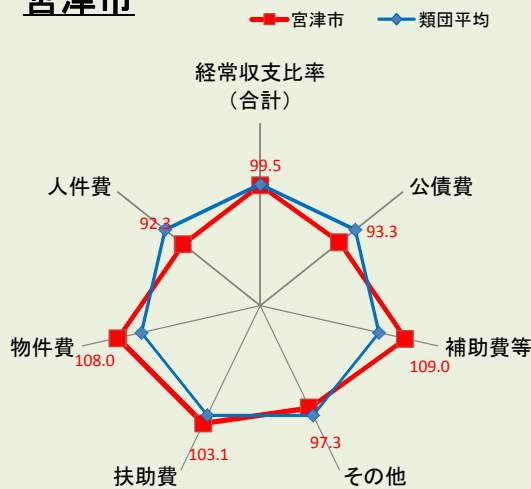 宮津市
宮津市 類団平均
経常収支比率
（合計）
99.5
人件費
92.3
公債費
93.3
物件費
108.0
補助費等
109.0
扶助費
103.1
その他
97.3